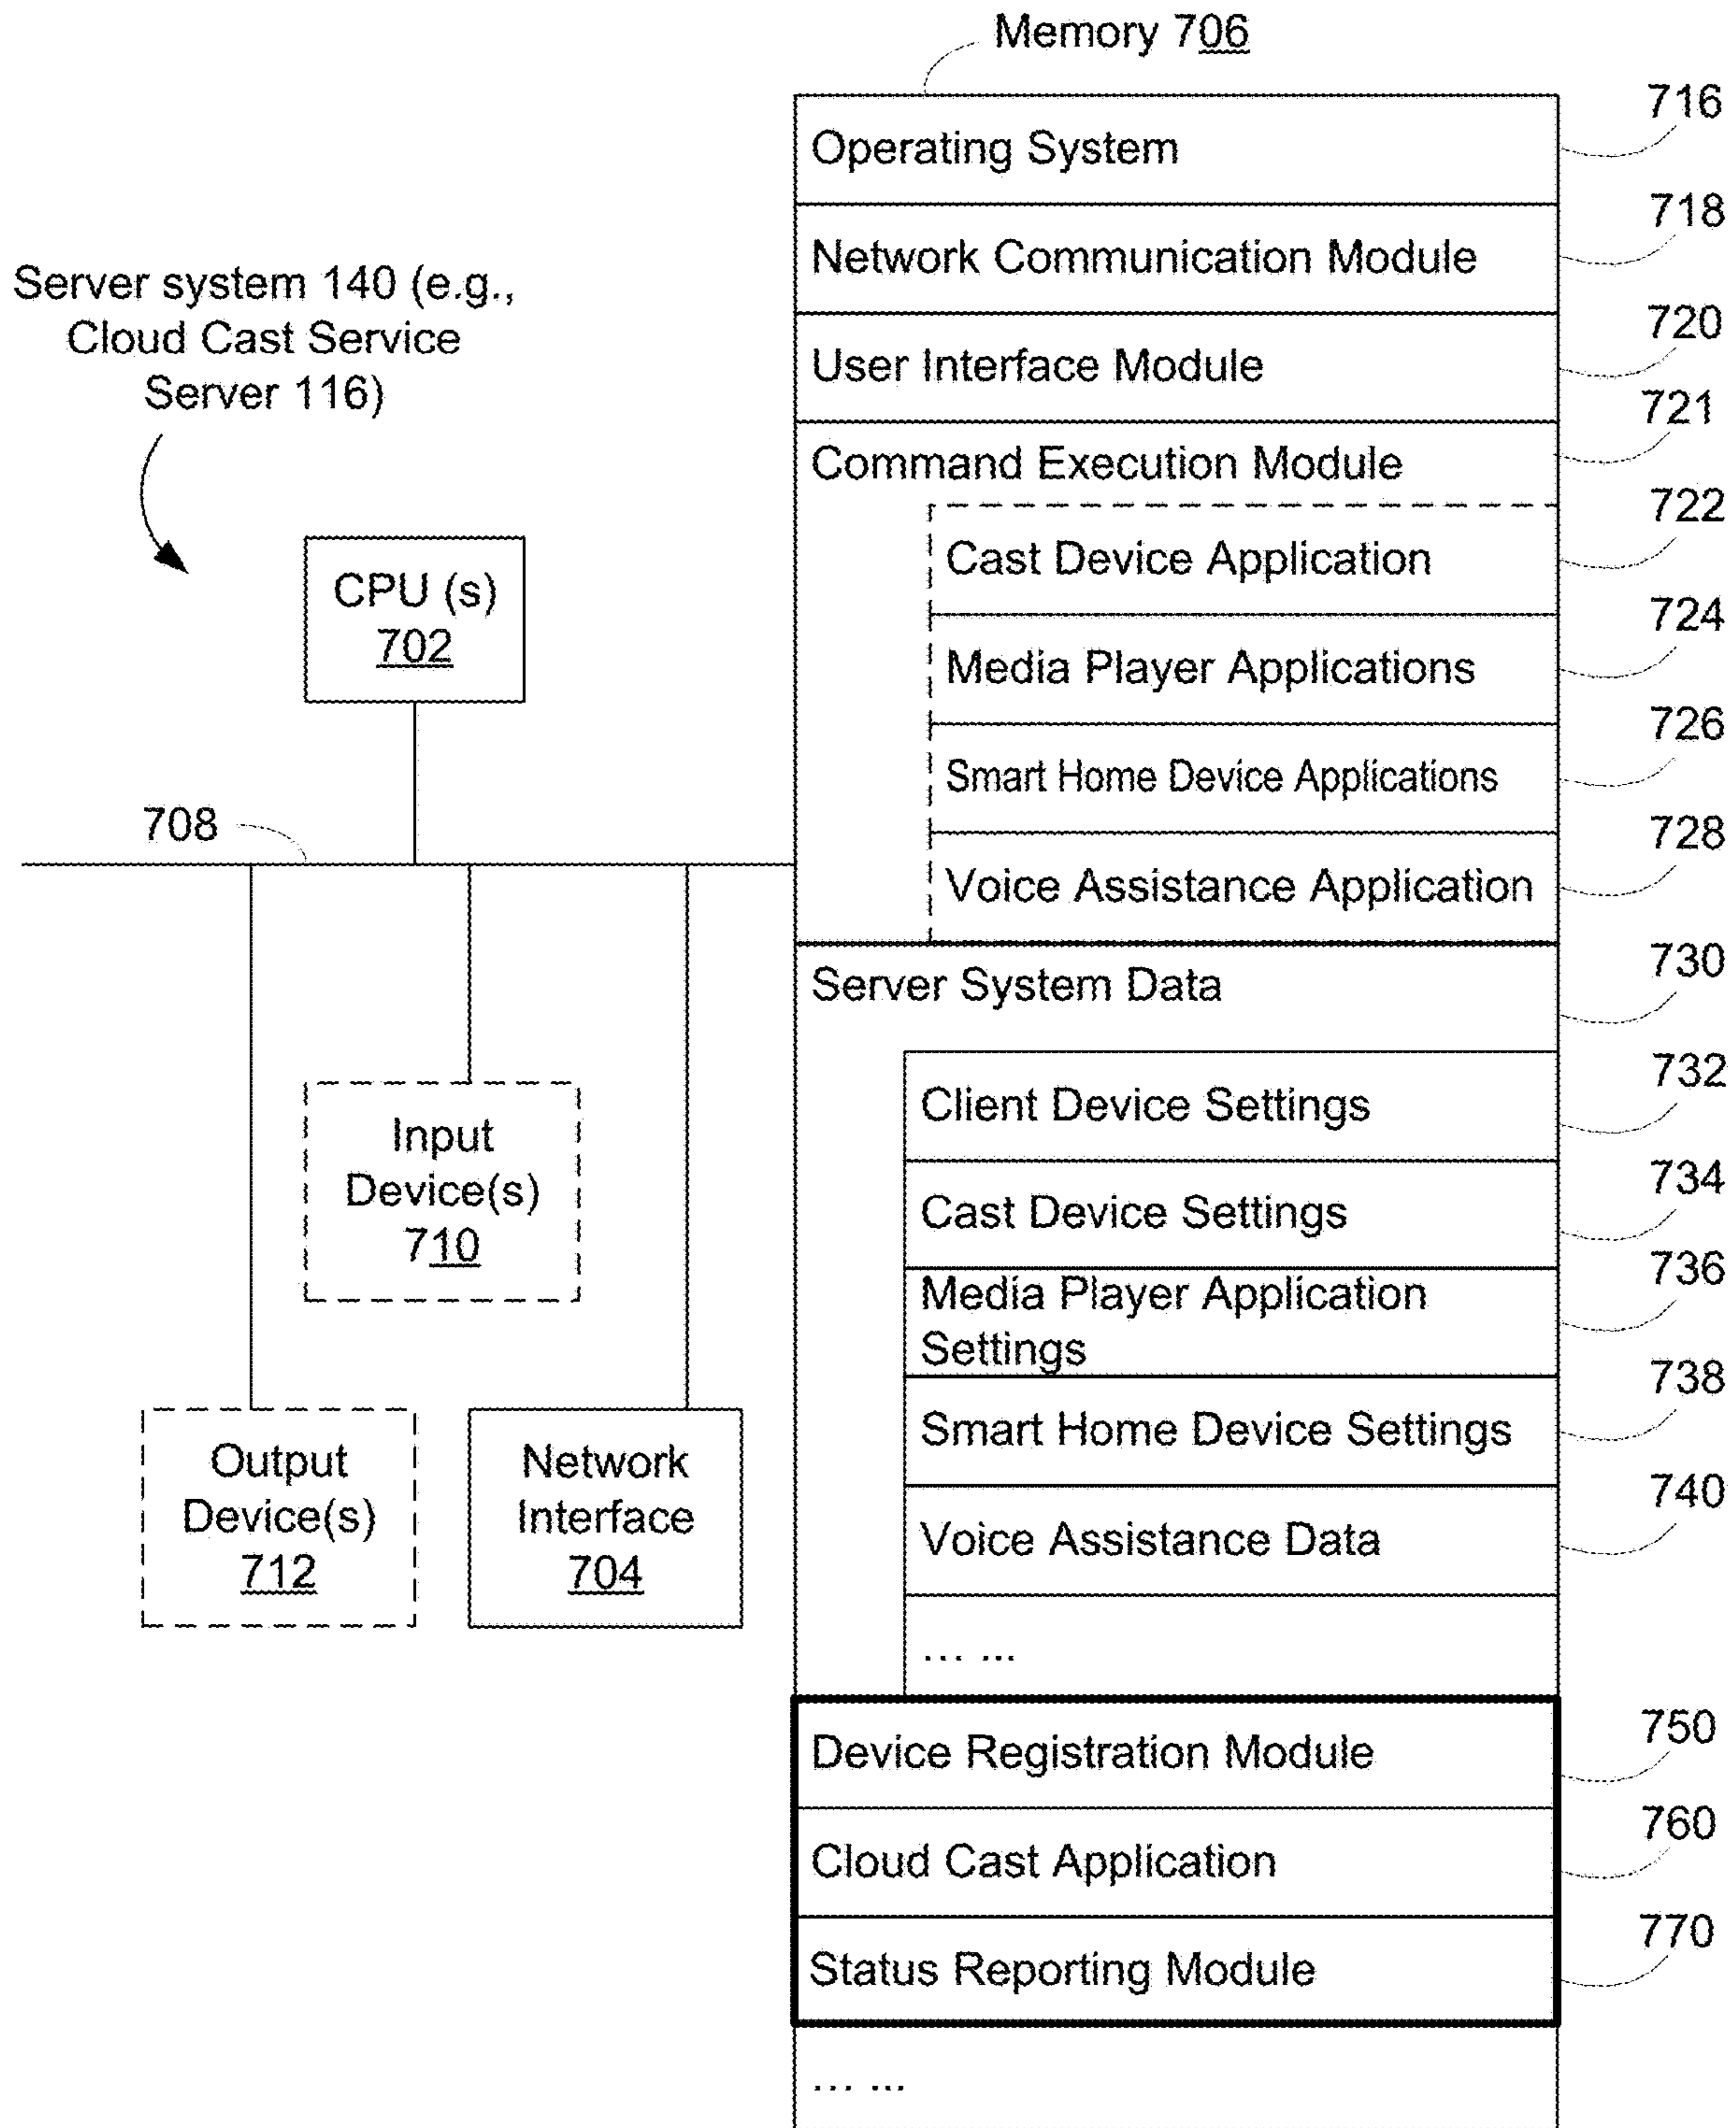 Memory 706
716
Operating System
718
Network Communication Module
Server system 140 (e.g.,
Cloud Cast Service
Server 116)
720
User Interface Module
721
Command Execution Module
722
Cast Device Application
CPU (s)
702
724
Media Player Applications
726
Smart Home Device Applications
708
728
Voice Assistance Application
730
Server System Data
732
Client Device Settings
Input
Device(s)
710
734
Cast Device Settings
736
Media Player Application
Settings
738
Smart Home Device Settings
Output
Device(s)
712
Network
Interface
704
740
Voice Assistance Data
... ...
750
Device Registration Module
760
Cloud Cast Application
770
Status Reporting Module
... ...